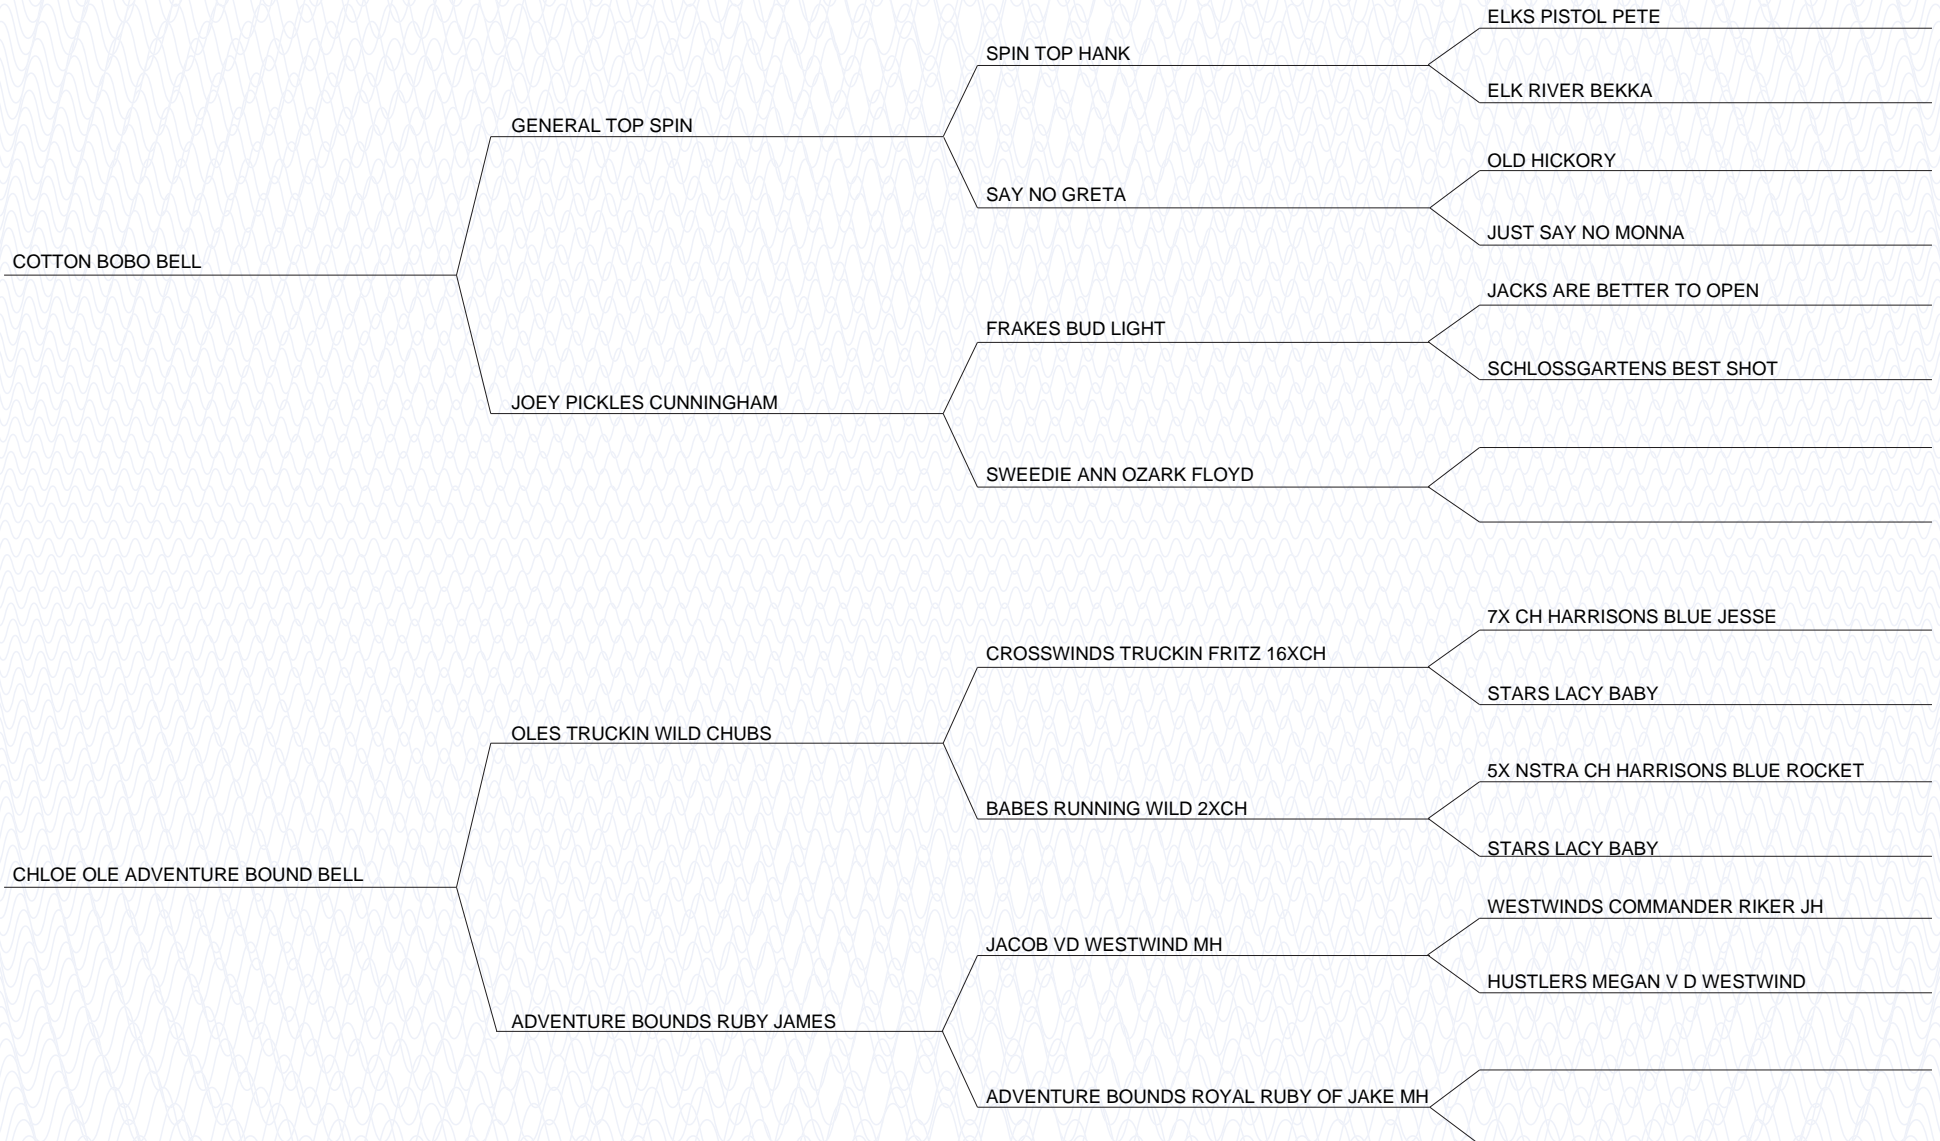 ELKS PISTOL PETE
SPIN TOP HANK
ELK RIVER BEKKA
GENERAL TOP SPIN
OLD HICKORY
SAY NO GRETA
JUST SAY NO MONNA
COTTON BOBO BELL
JACKS ARE BETTER TO OPEN
FRAKES BUD LIGHT
SCHLOSSGARTENS BEST SHOT
JOEY PICKLES CUNNINGHAM
SWEEDIE ANN OZARK FLOYD
7X CH HARRISONS BLUE JESSE
CROSSWINDS TRUCKIN FRITZ 16XCH
STARS LACY BABY
OLES TRUCKIN WILD CHUBS
5X NSTRA CH HARRISONS BLUE ROCKET
BABES RUNNING WILD 2XCH
STARS LACY BABY
CHLOE OLE ADVENTURE BOUND BELL
WESTWINDS COMMANDER RIKER JH
JACOB VD WESTWIND MH
HUSTLERS MEGAN V D WESTWIND
ADVENTURE BOUNDS RUBY JAMES
ADVENTURE BOUNDS ROYAL RUBY OF JAKE MH